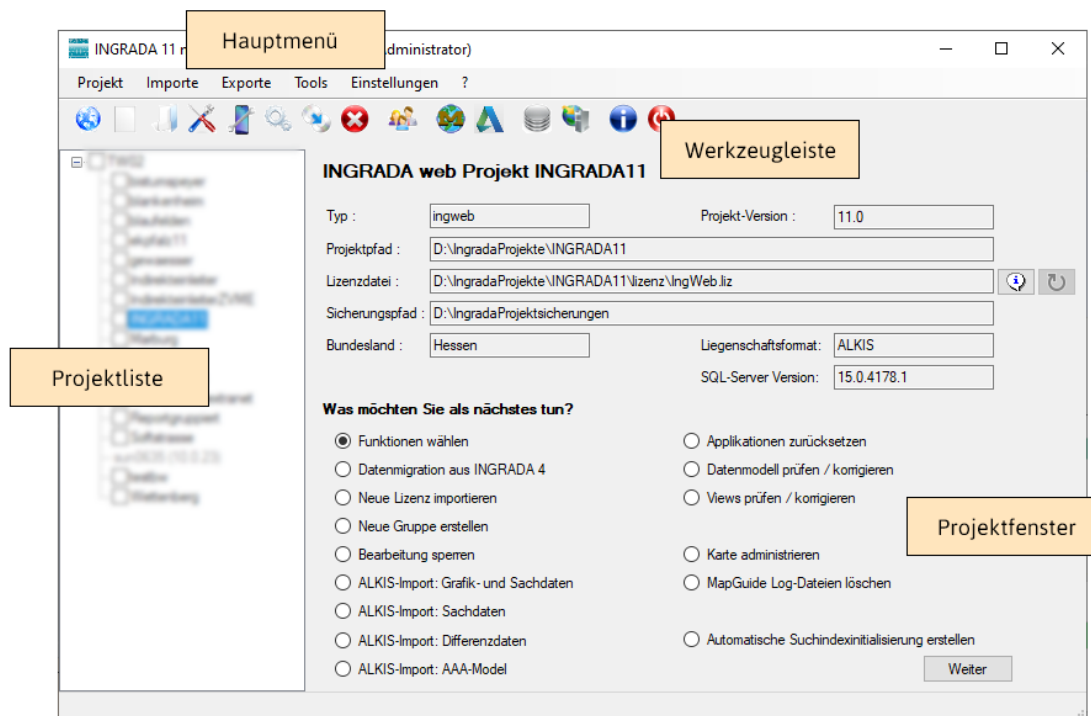 Hauptmenü
INGRADA 11 dministrator)
Projekt Importe Exporte Tools Einstellungen ?
Werkzeugleiste
INGRADA web Projekt INGRADA11
Typ : ingweb Projekt-Version : 11.0
Projektpfad : D:\IngradaProjekte\INGRADA11
Lizenzdatei : D:\IngradaProjekte\INGRADA11\lizenz\IngWeb.liz
Sicherungspfad : D:\IngradaProjektsicherungen
Bundesland : Hessen Liegenschaftsformat: ALKIS
SQL-Server Version: 15.0.4178.1
Projektliste
INGRADA11
Was möchten Sie als nächstes tun?
Funktionen wählen Applikationen zurücksetzen
Datenmigration aus INGRADA 4 Datenmodell prüfen / korrigieren
Neue Lizenz importieren Views prüfen / korrigieren
Neue Gruppe erstellen
Projektfenster
Bearbeitung sperren Karte administrieren
ALKIS-Import: Grafik- und Sachdaten MapGuide Log-Dateien löschen
ALKIS-Import: Sachdaten
ALKIS-Import: Differenzdaten Automatische Suchindexinitialisierung erstellen
ALKIS-Import: AAA-Model Weiter